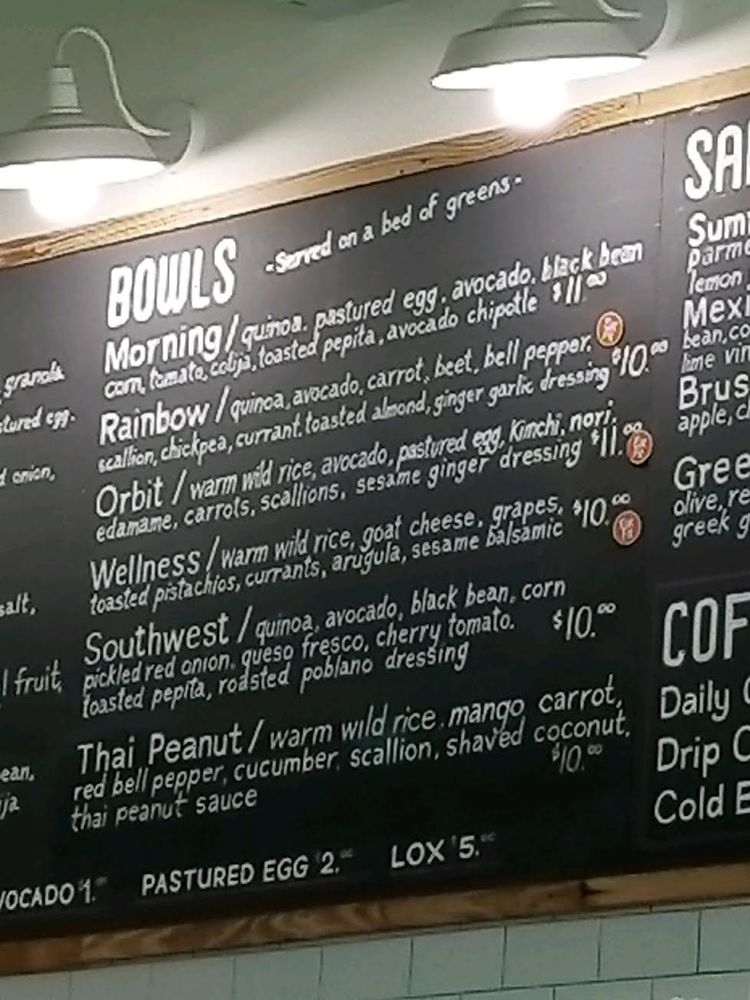 granola
tured egg.
d onion,
salt,
l fruit,
ean,
ja
BOWLS -Served on a bed of greens-
Morning / quinoa. pastured egg. avocado. black bean
corn, tomato, cotija, toasted pepita, avocado chipotle $11.00
Rainbow / quinoa, avocado, carrot, beet, bell pepper.
scallion, chickpea, currant. toasted almond, ginger garlic dressing $10.00
Orbit / warm wild rice, avocado, pastured egg, Kimchi, nori.
edamame, carrots, scallions, sesame ginger dressing $11.00
Wellness / warm wild rice, goat cheese, grapes, $10.00
toasted pistachios, currants, arugula, sesame balsamic
Southwest / quinoa, avocado, black bean, corn
pickled red onion. queso fresco, cherry tomato. $10.00
toasted pepita, roasted poblano dressing
Thai Peanut / warm wild rice. mango carrot,
red bell pepper, cucumber, scallion, shaved coconut,
thai peanut sauce $10.00
VOCADO $1. PASTURED EGG $2. LOX $5.
SA
Sum
parme
lemon
Mexi
bean, co
lime vin
Brus
apple, c
Gree
olive, re
greek g
COF
Daily
Drip C
Cold B